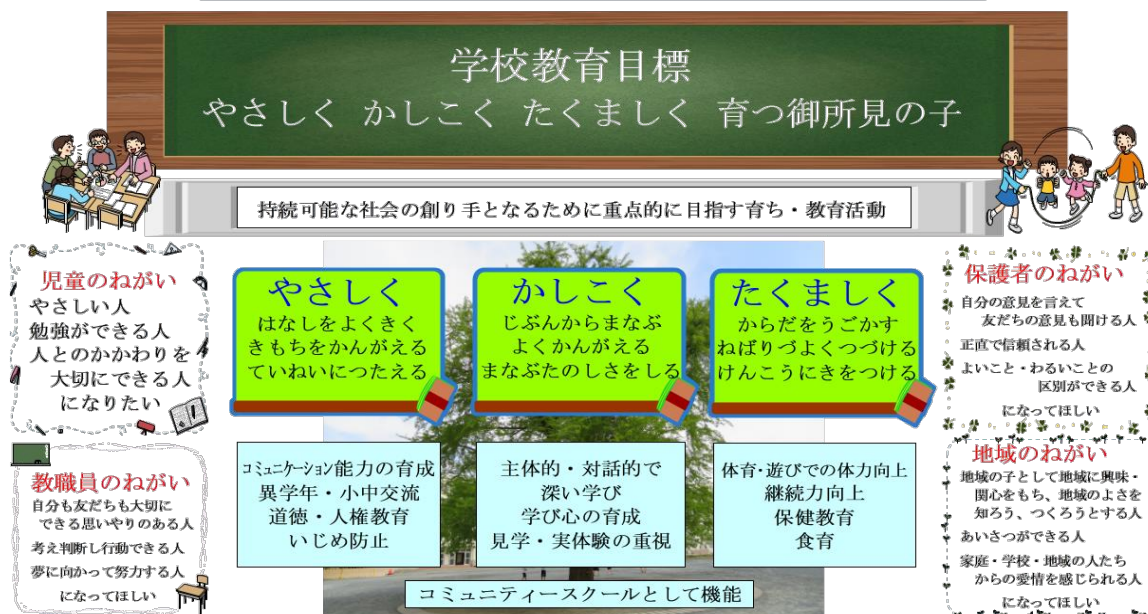 学校教育目標
やさしく かしこく たくましく 育つ御所見の子
持続可能な社会の創り手となるために重点的に目指す育ち・教育活動
児童のねがい
やさしい人
勉強ができる人
人とのかかわりを
大切にできる人
になりたい
教職員のねがい
自分も友だちも大切に
できる思いやりのある人
考え判断し行動できる人
夢に向かって努力する人
になってほしい
やさしく
はなしをよくきく
きもちをかんがえる
ていねいにつたえる
コミュニケーション能力の育成
異学年・小中交流
道徳・人権教育
いじめ防止
かしこく
じぶんからまなぶ
よくかんがえる
まなぶたのしさをしる
主体的・対話的で
深い学び
学び心の育成
見学・実体験の重視
たくましく
からだをうごかす
ねばりづよくつづける
けんこうにきをつける
体育・遊びでの体力向上
継続力向上
保健教育
食育
コミュニティースクールとして機能
保護者のねがい
自分の意見を言えて
友だちの意見も聞ける人
正直で信頼される人
よいこと・わるいことの
区別ができる人
になってほしい
地域のねがい
地域の子として地域に興味・
関心をもち、地域のよさを
知ろう、つくろうとする人
あいさつができる人
家庭・学校・地域の人たち
からの愛情を感じられる人
になってほしい